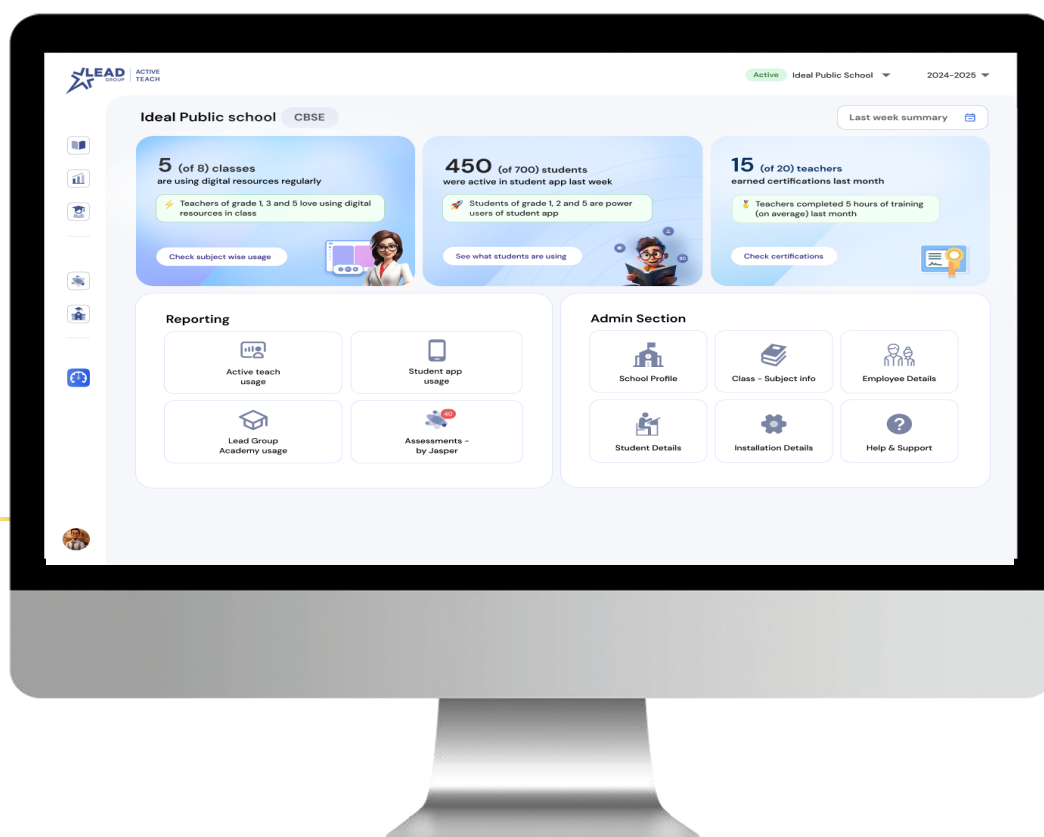 LEAD
GROUP
ACTIVE
TEACH
Active Ideal Public School 2024-2025
Ideal Public school CBSE
Last week summary
5 (of 8) classes
are using digital resources regularly
Teachers of grade 1, 3 and 5 love using digital
resources in class
Check subject wise usage
450 (of 700) students
were active in student app last week
Students of grade 1, 2 and 5 are power
users of student app
See what students are using
15 (of 20) teachers
earned certifications last month
Teachers completed 5 hours of training
(on average) last month
Check certifications
Reporting
Active teach
usage
Student app
usage
Lead Group
Academy usage
40
Assessments -
by Jasper
Admin Section
School Profile
Class - Subject info
Employee Details
Student Details
Installation Details
Help & Support